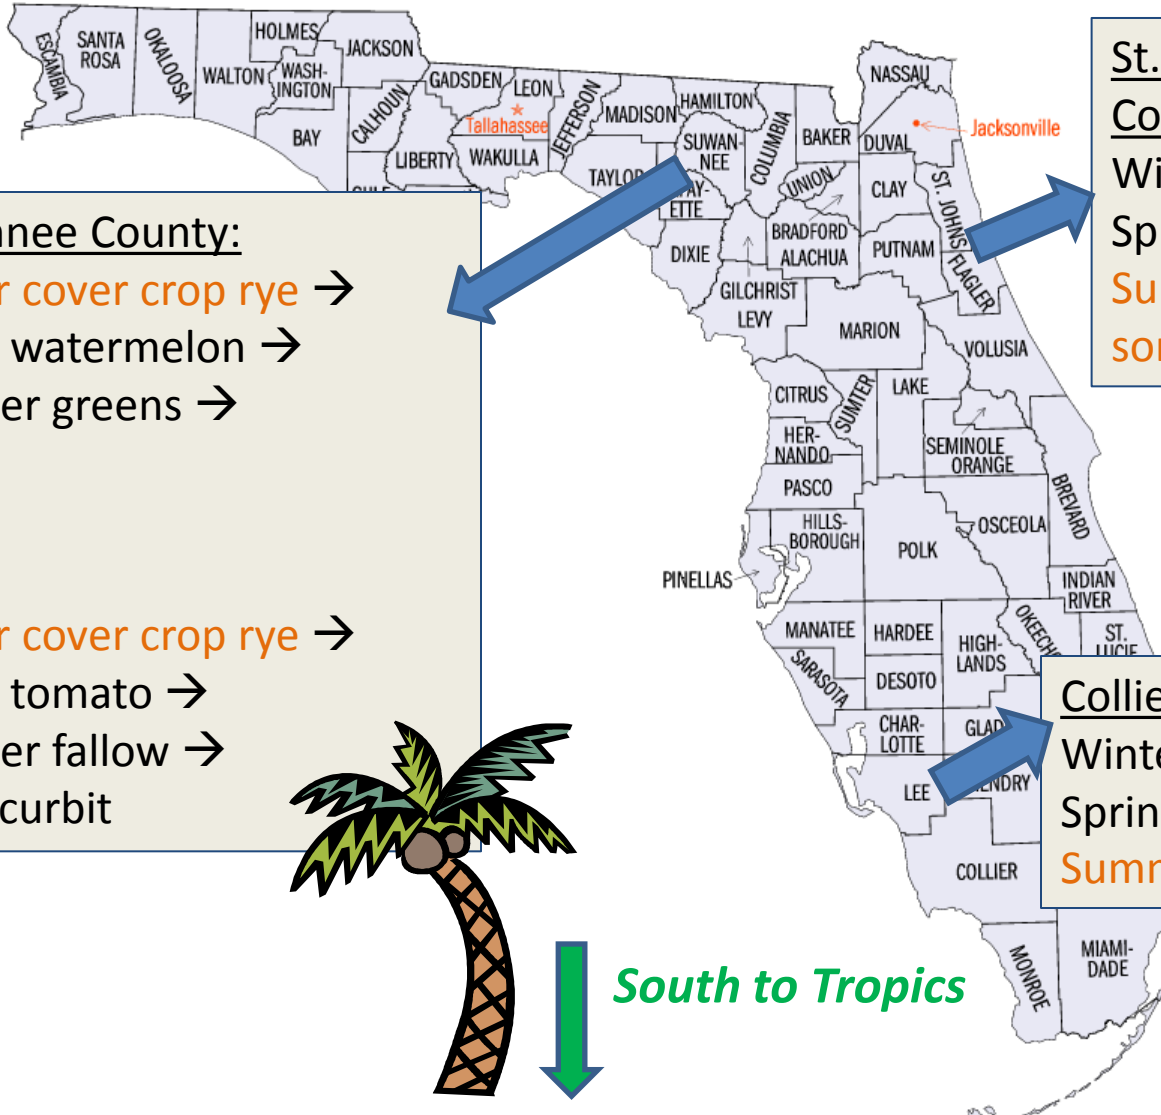 HOLMES
JACKSON
ESCAMBIA
SANTA
ROSA
OKALOOSA
WALTON
WASH-
INGTON
BAY
CALHOUN
GADSDEN
LEON
Tallahassee
LIBERTY
WAKULLA
JEFFERSON
MADISON
HAMILTON
SUWAN-
NEE
COLUMBIA
BAKER
NASSAU
DUVAL
Jacksonville
TAYLOR
ETTE
UNION
CLAY
ST. JOHNS
DIXIE
BRADFORD
ALACHUA
PUTNAM
FLAGLER
GILCHRIST
LEVY
MARION
VOLUSIA
CITRUS
SUMTER
LAKE
HER-
NANDO
SEMINOLE
ORANGE
PASCO
BREVARD
HILLS-
BOROUGH
POLK
OSCEOLA
PINELLAS
INDIAN
RIVER
MANATEE
HARDEE
HIGH-
LANDS
ST.
LUCIE
SARASOTA
DESOTO
CHAR-
LOTTE
LEE
COLLIER
MONROE
MIAMI-
DADE
nee County:
r cover crop rye →
watermelon →
er greens →
r cover crop rye →
tomato →
er fallow →
curbit
St.
Co
Wi
Sp
Su
sor
Collie
Winte
Sprin
Summ
South to Tropics